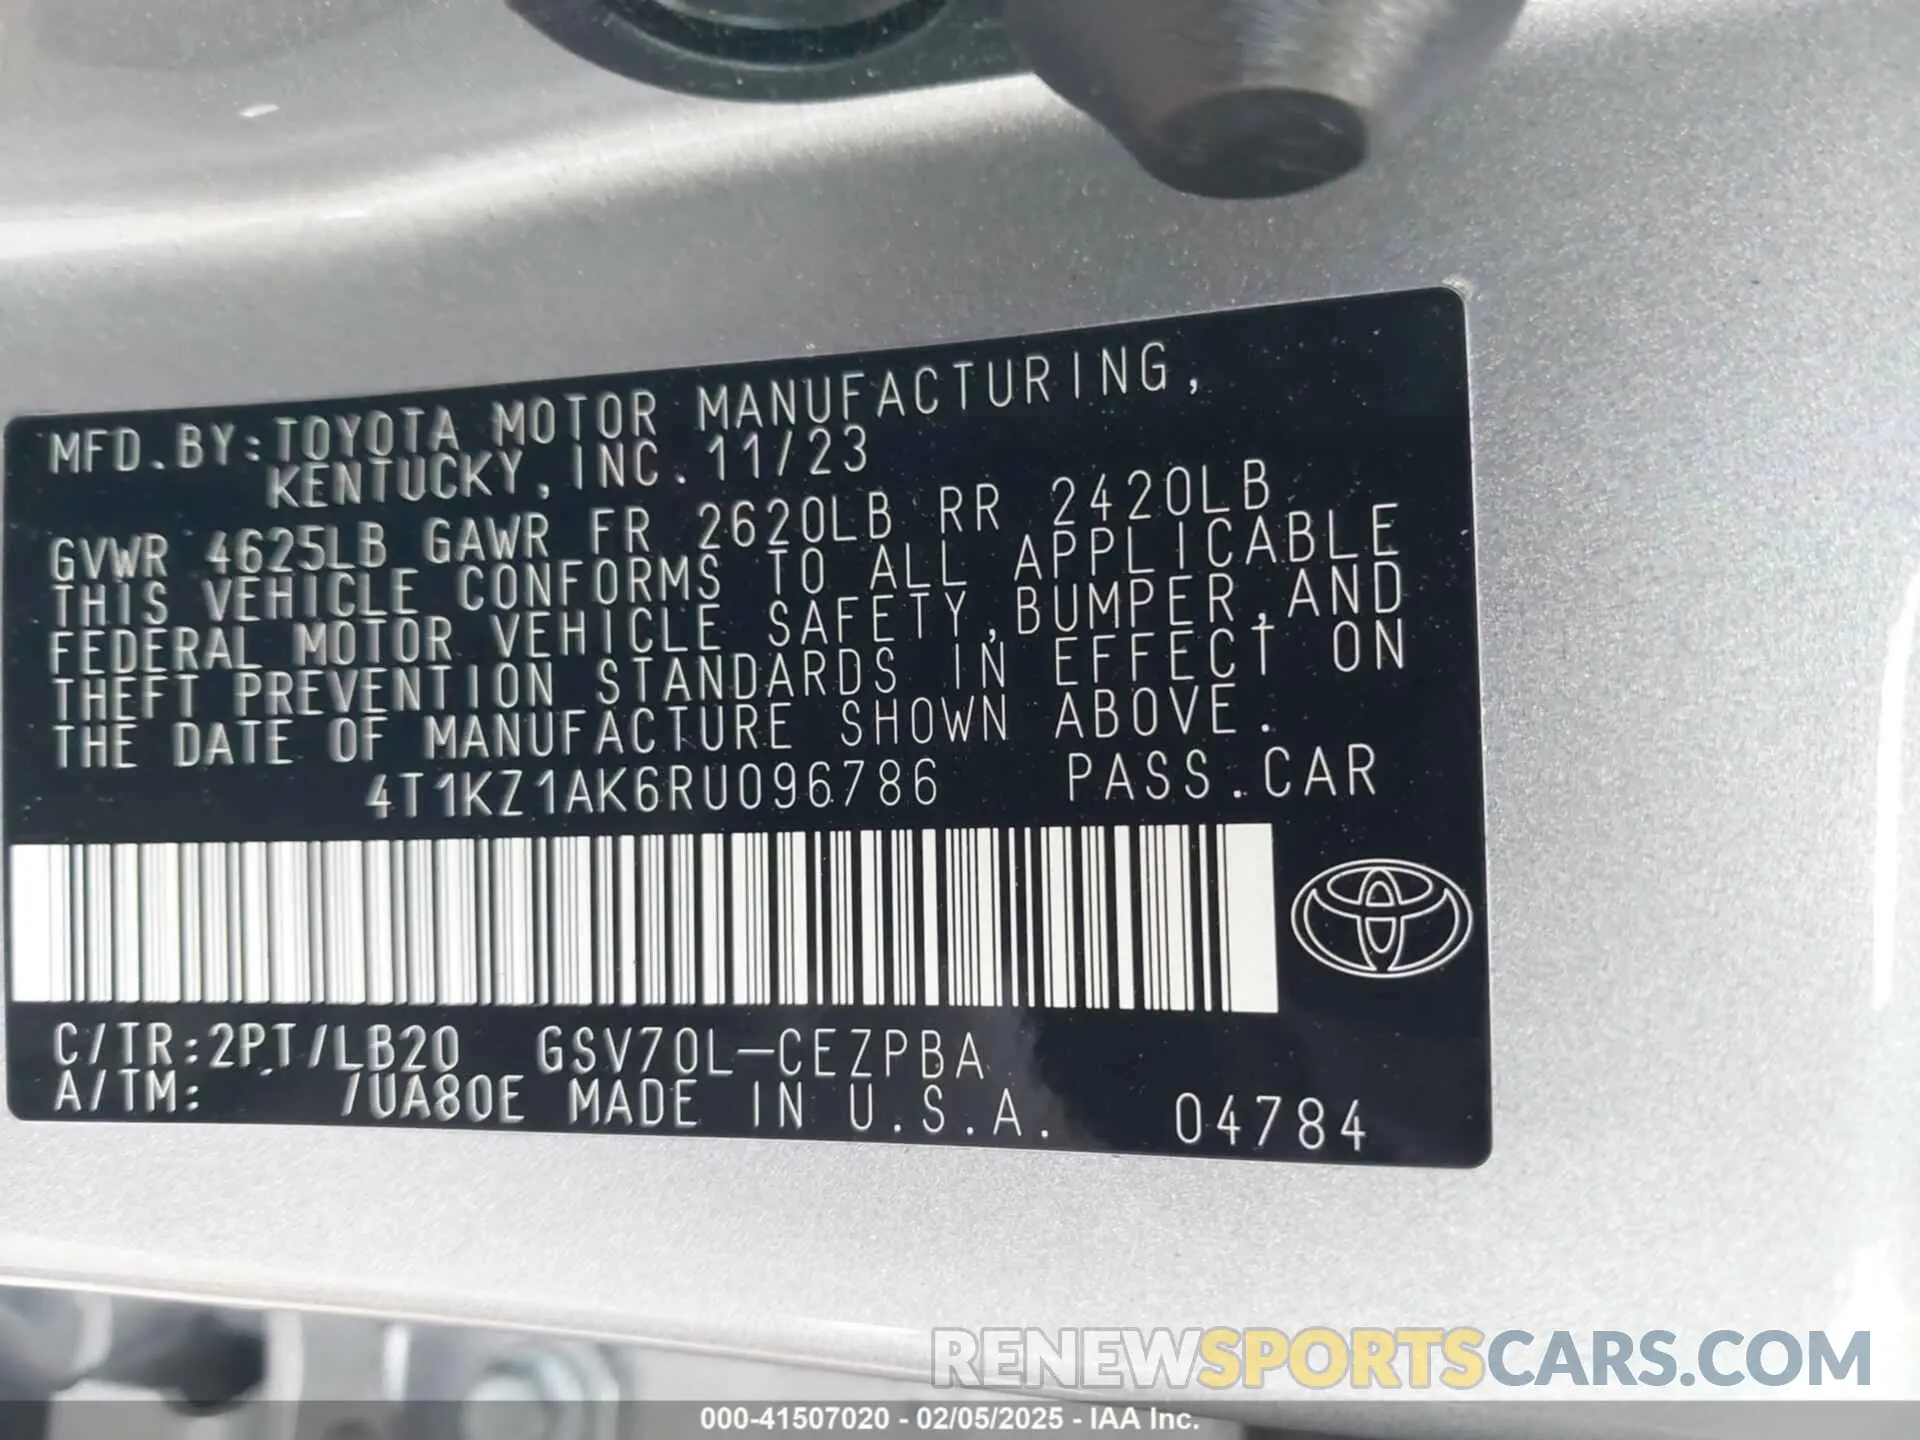 MFD.BY:TOYOTA MOTOR MANUFACTURING,
KENTUCKY,INC.11/23
GVWR 4625LB GAWR FR 2620LB RR 2420LB
THIS VEHICLE CONFORMS TO ALL APPLICABLE
FEDERAL MOTOR VEHICLE SAFETY,BUMPER,AND
THEFT PREVENTION STANDARDS IN EFFECT ON
THE DATE OF MANUFACTURE SHOWN ABOVE.
4T1KZ1AK6RU096786 PASS.CAR
C/TR:2PT/LB20 GSV70L-CEZPBA
A/TM: /UA80E MADE IN U.S.A. 04784
RENEWSPORTSCARS.COM
000-41507020 - 02/05/2025 - IAA Inc.